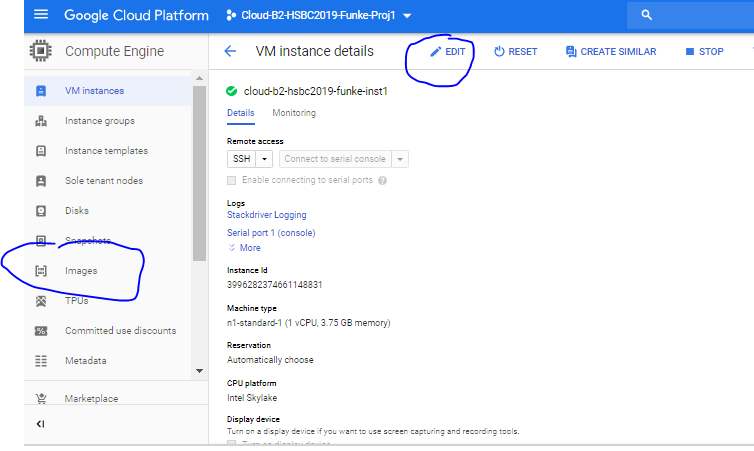 Google Cloud Platform
Cloud-B2-HSBC2019-Funke-Proj1
Compute Engine
VM instance details
EDIT
RESET
CREATE SIMILAR
STOP
VM instances
Instance groups
Instance templates
Sole tenant nodes
Disks
Snapshots
Images
TPUs
Committed use discounts
Metadata
Marketplace
cloud-b2-hsbc2019-funke-inst1
Details
Monitoring
Remote access
SSH
Connect to serial console
Enable connecting to serial ports
Logs
Stackdriver Logging
Serial port 1 (console)
More
Instance Id
3996282374661148831
Machine type
n1-standard-1 (1 vCPU, 3.75 GB memory)
Reservation
Automatically choose
CPU platform
Intel Skylake
Display device
Turn on a display device if you want to use screen capturing and recording tools.
Turn on display device